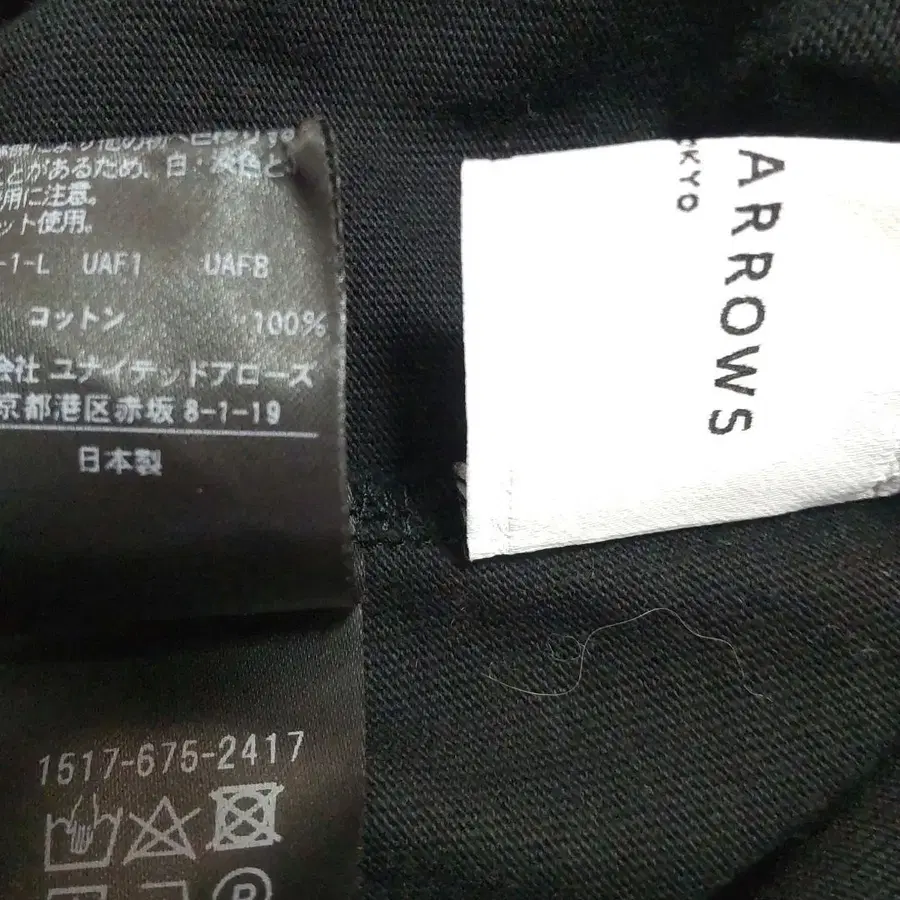 とがあるため、白・淡色と
用に注意。
ット使用。
-1-L UAF1 UAFB
コットン 100%
会社 ユナイテッドアローズ
京都港区赤坂 8-1-19
日本製
1517-675-2417
P
ARROWS
KYO